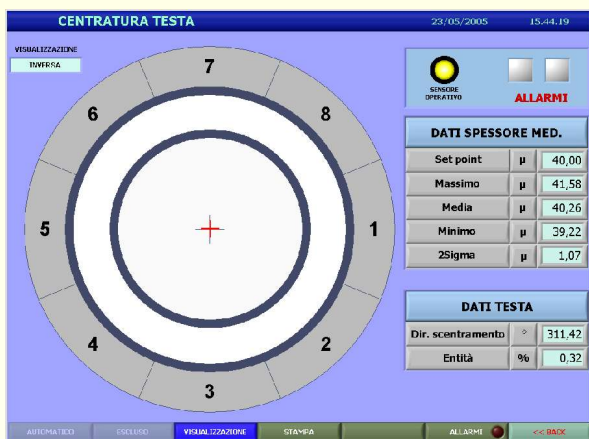 CENTRATURA TESTA
23/05/2005
15.44.19
VISUALIZZAZIONE
INVERSA
7
6
8
5
1
4
2
3
SENSORE
OPERATIVO
ALLARMI
DATI SPESSORE MED.
Set point µ 40,00
Massimo µ 41,58
Media µ 40,26
Minimo µ 39,22
2Sigma µ 1,07
DATI TESTA
Dir. scentramento ° 311,42
Entità % 0,32
AUTOMATICO
ESCLUSO
VISUALIZZAZIONE
STAMPA
ALLARMI
<< BACK